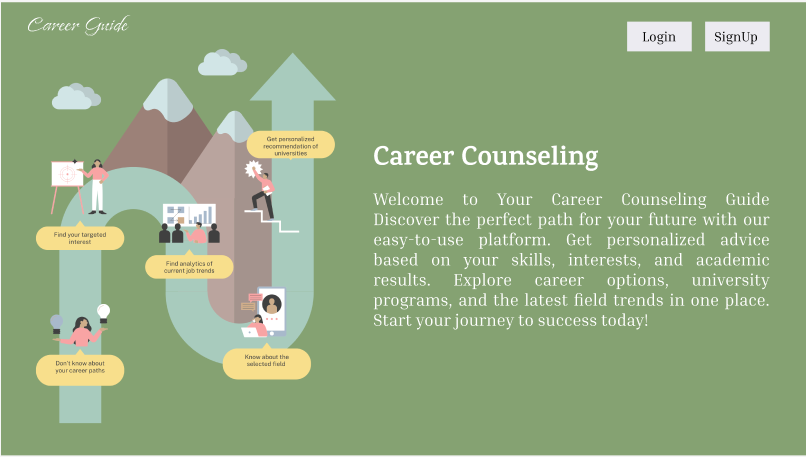 Career Guide
Login
SignUp
Get personalized
recommendation of
universities
Career Counseling
Welcome to Your Career Counseling Guide
Discover the perfect path for your future with our
easy-to-use platform. Get personalized advice
based on your skills, interests, and academic
results. Explore career options, university
programs, and the latest field trends in one place.
Start your journey to success today!
Find your targeted
interest
Find analytics of
current job trends
Know about the
selected field
Don't know about
your career paths